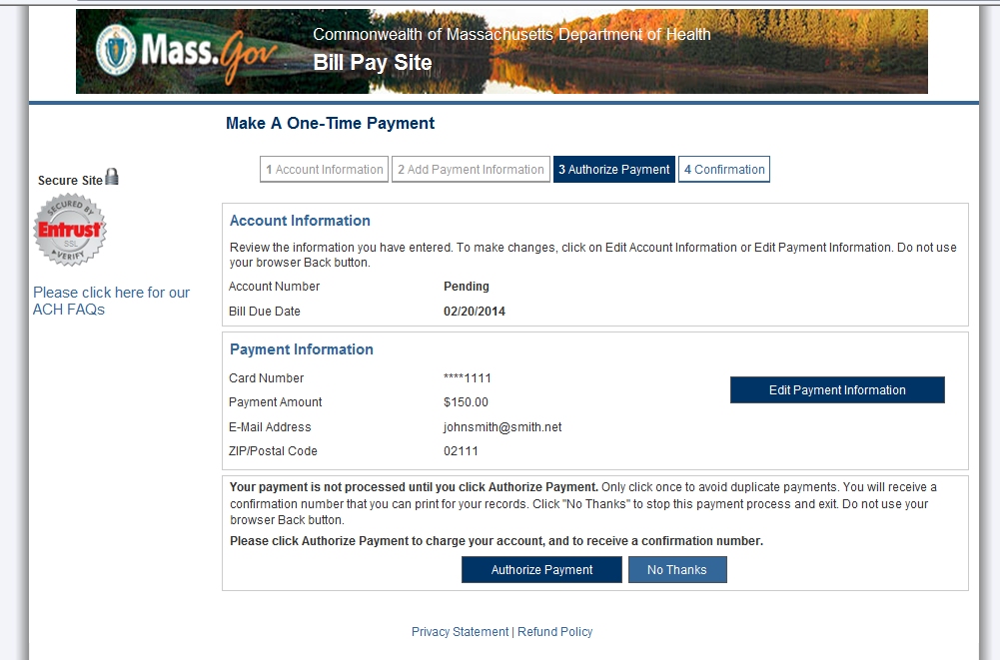 Mass.Gov
Commonwealth of Massachusetts Department of Health
Bill Pay Site
Make A One-Time Payment
1 Account Information
2 Add Payment Information
3 Authorize Payment
4 Confirmation
Secure Site
SECURED BY
Entrust
SSL
VERIFY
Please click here for our
ACH FAQs
Account Information
Review the information you have entered. To make changes, click on Edit Account Information or Edit Payment Information. Do not use
your browser Back button.
Account Number Pending
Bill Due Date 02/20/2014
Payment Information
Card Number ****1111
Payment Amount $150.00
E-Mail Address johnsmith@smith.net
ZIP/Postal Code 02111
Edit Payment Information
Your payment is not processed until you click Authorize Payment. Only click once to avoid duplicate payments. You will receive a
confirmation number that you can print for your records. Click "No Thanks" to stop this payment process and exit. Do not use your
browser Back button.
Please click Authorize Payment to charge your account, and to receive a confirmation number.
Authorize Payment
No Thanks
Privacy Statement | Refund Policy